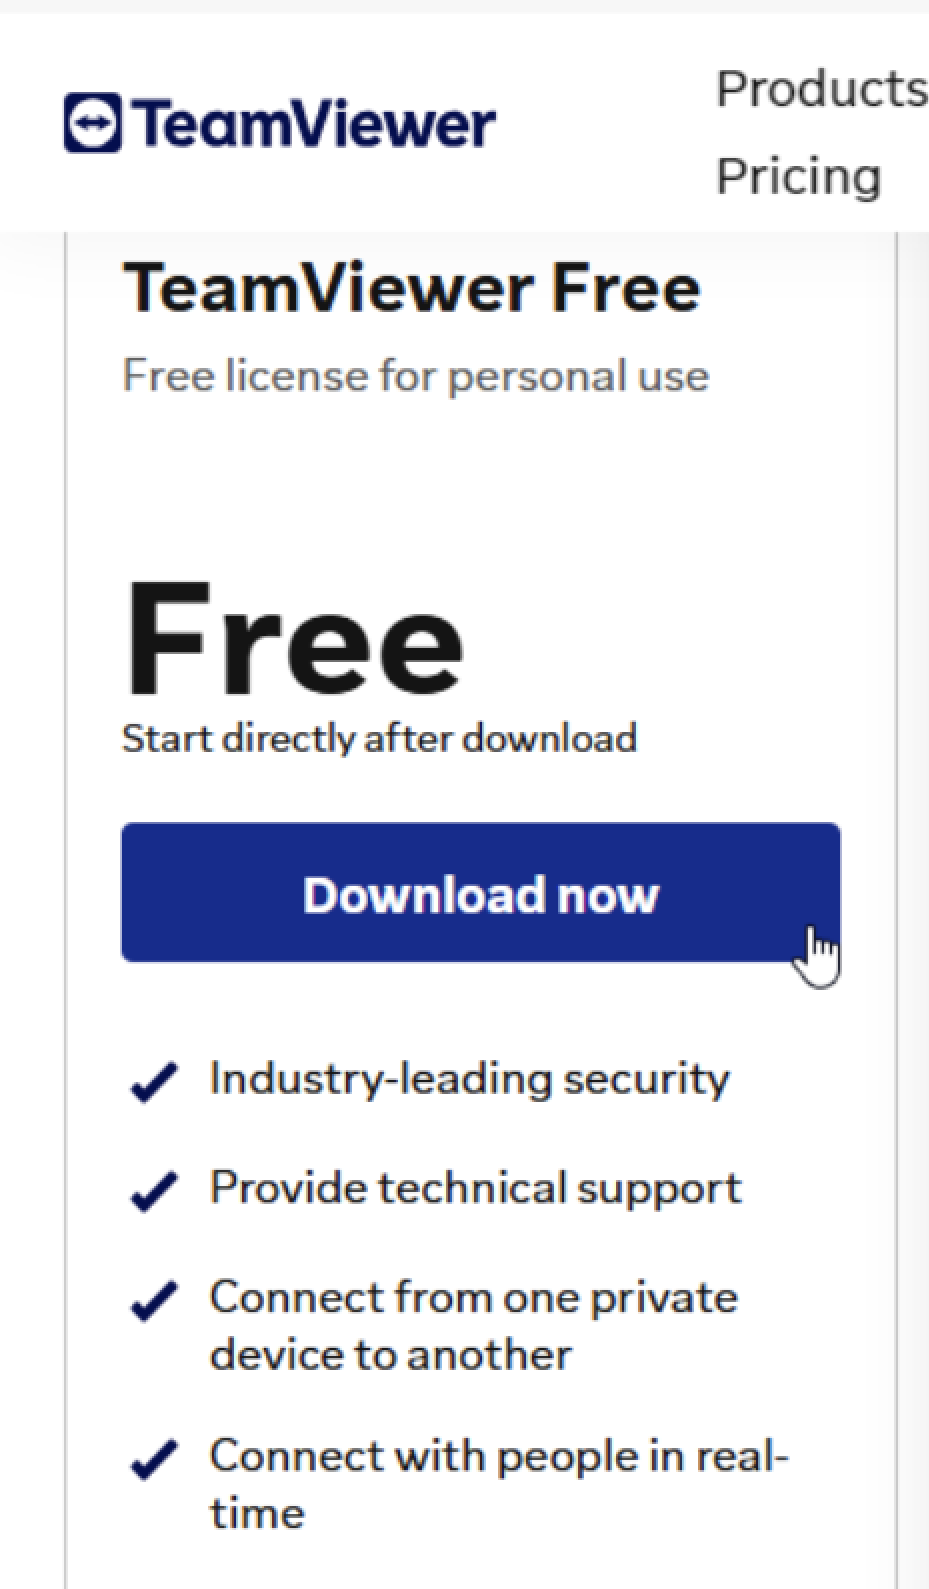 TeamViewer
Products
Pricing
TeamViewer Free
Free license for personal use
Free
Start directly after download
Download now
Industry-leading security
Provide technical support
Connect from one private
device to another
Connect with people in real-
time